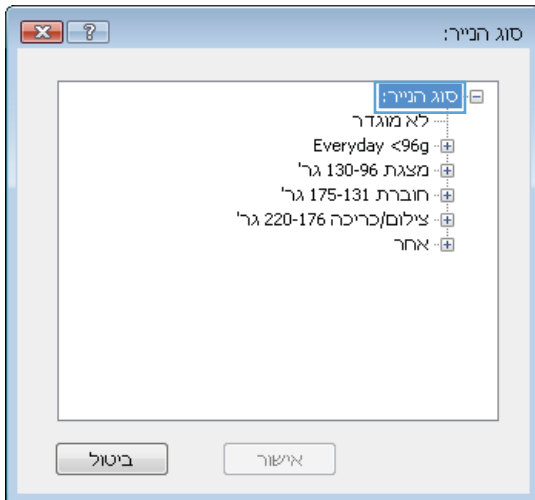 סוג הנייר:
סוג הנייר:
לא מוגדר
Everyday <96g
מצגת 130-96 גר'
חוברת 175-131 גר'
צילום/כריכה 220-176 גר'
אחר
אישור
ביטול